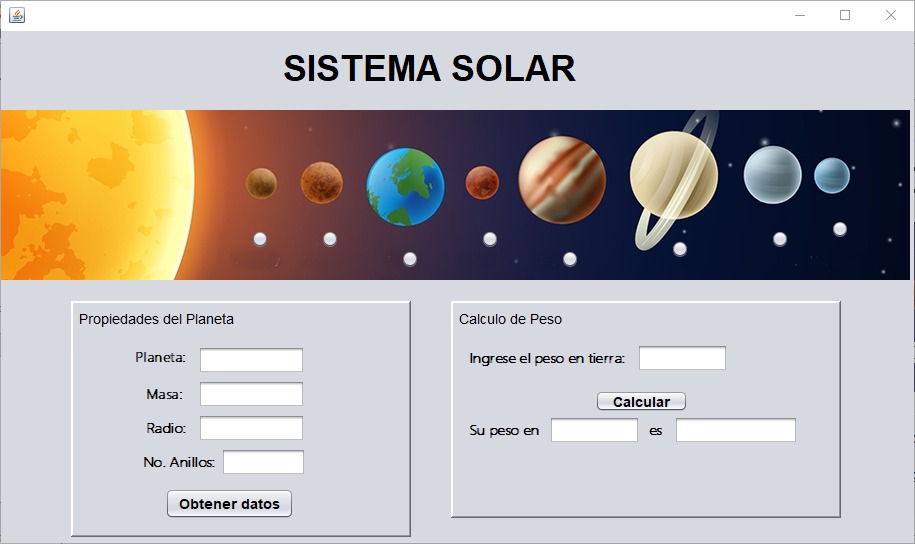 SISTEMA SOLAR
Propiedades del Planeta
Planeta:
Masa:
Radio:
No. Anillos:
Obtener datos
Calculo de Peso
Ingrese el peso en tierra:
Calcular
Su peso en es